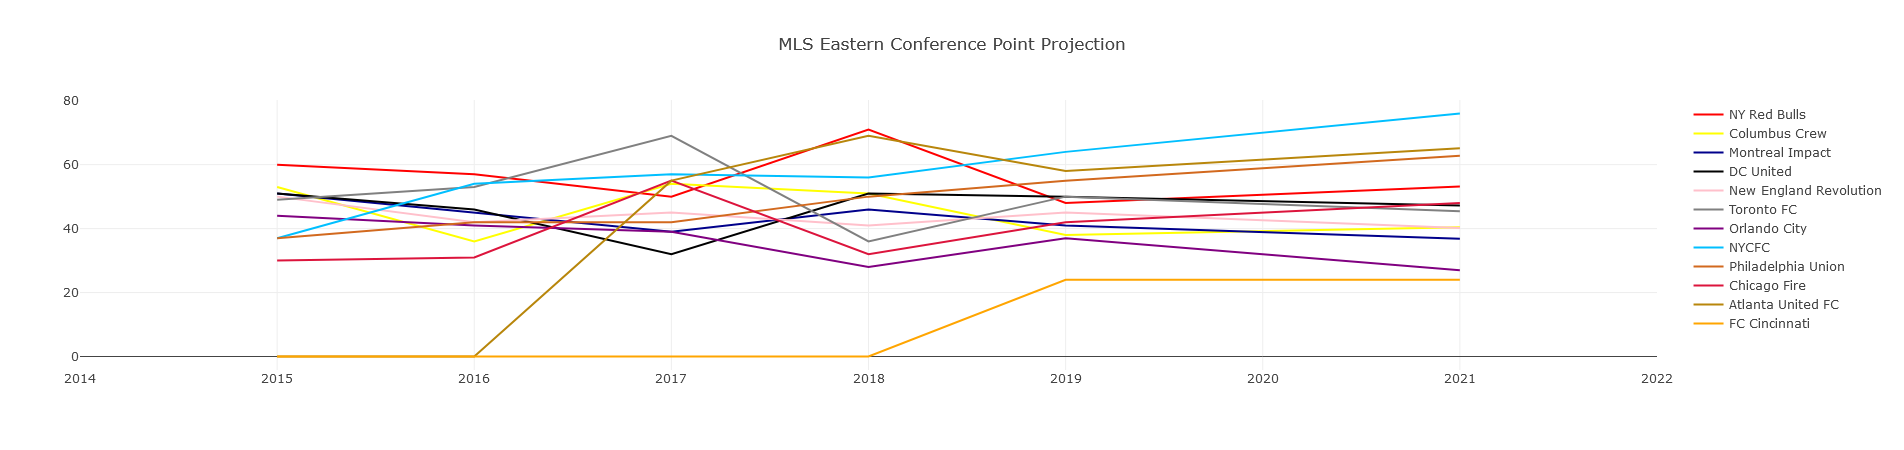 MLS Eastern Conference Point Projection
80
60
40
20
0
2014 2015 2016 2017 2018 2019 2020 2021 2022
NY Red Bulls
Columbus Crew
Montreal Impact
DC United
New England Revolution
Toronto FC
Orlando City
NYCFC
Philadelphia Union
Chicago Fire
Atlanta United FC
FC Cincinnati